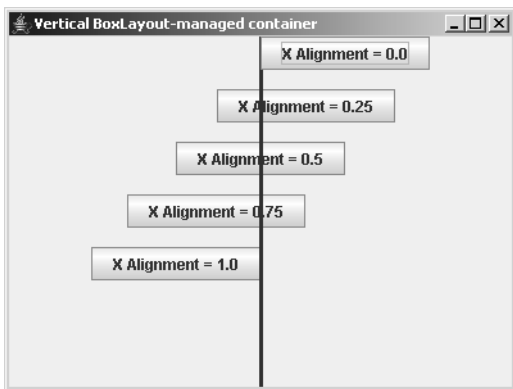 Vertical BoxLayout-managed container
X Alignment = 0.0
X Alignment = 0.25
X Alignment = 0.5
X Alignment = 0.75
X Alignment = 1.0